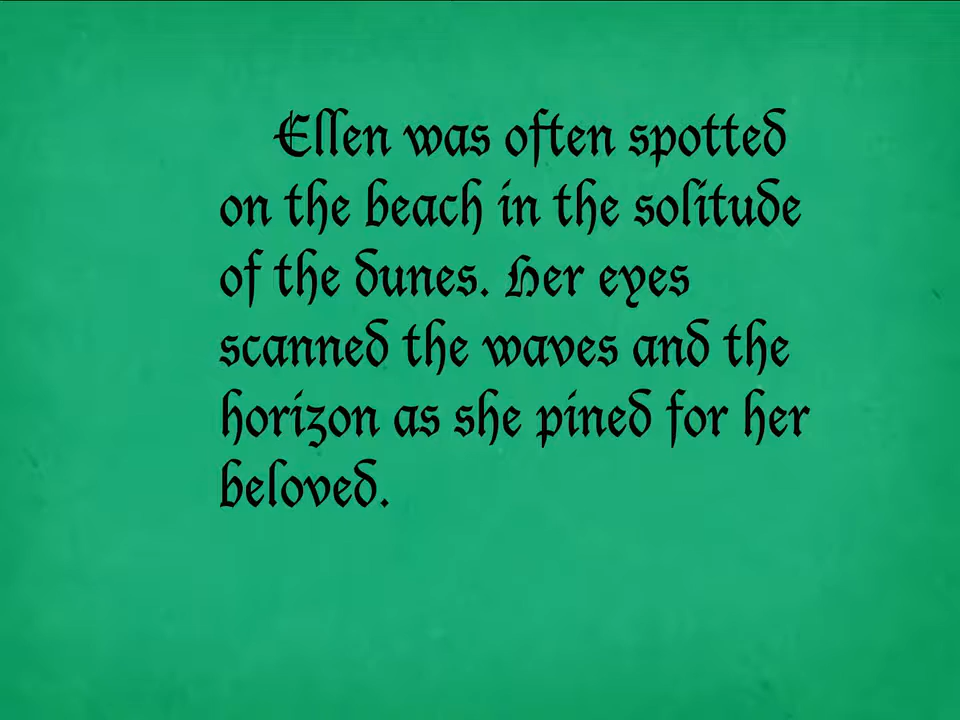 Ellen was often spotted
on the beach in the solitude
of the dunes. Her eyes
scanned the waves and the
horizon as she pined for her
beloved.